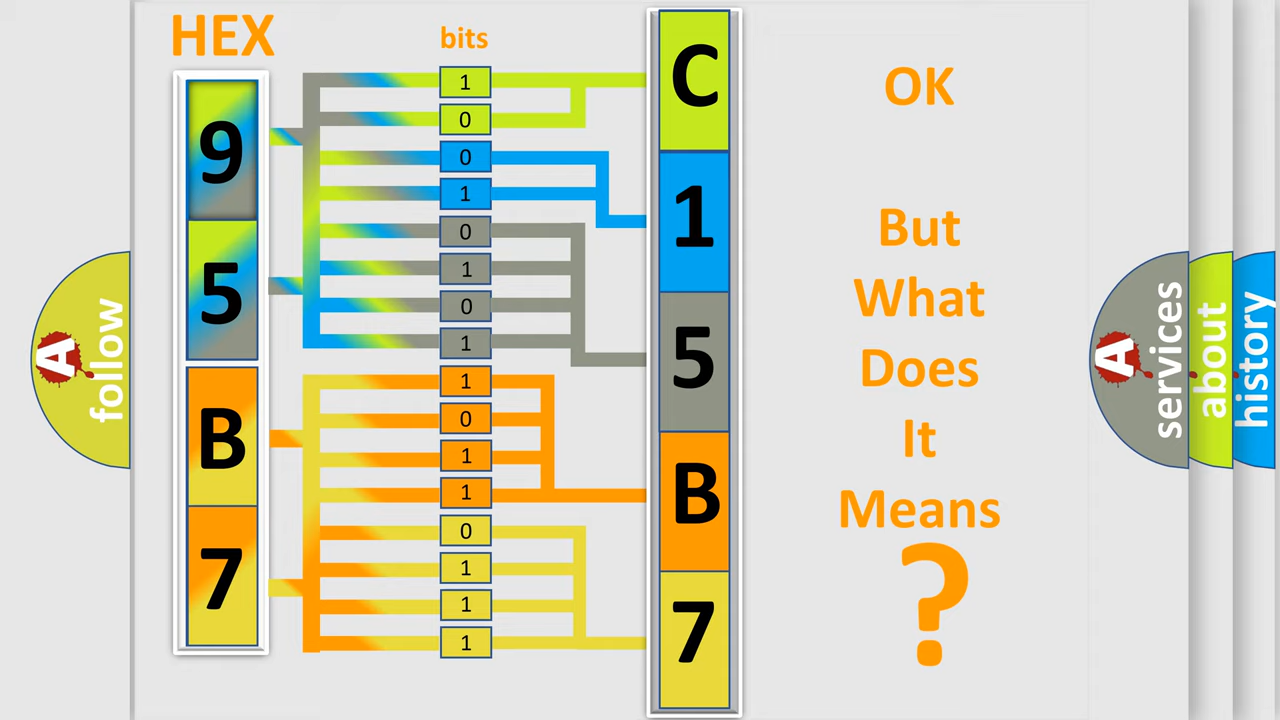 HEX
bits
9
5
B
7
1
0
0
1
0
1
0
1
1
0
1
1
0
1
1
1
C
1
5
B
7
OK
But
What
Does
It
Means
?
A
follow
A
services
about
history